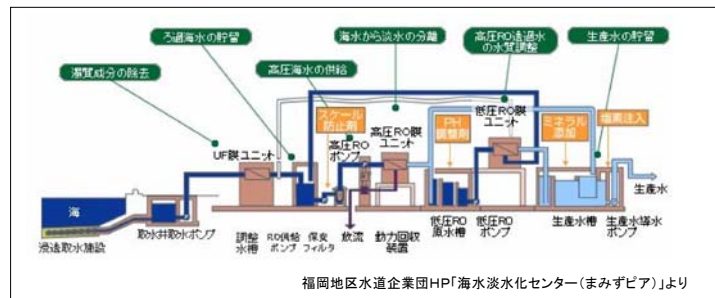 ろ過海水の貯留
海水から淡水の分離
高圧RO透過水
の水質調整
生産水の貯留
濁質成分の除去
高圧海水の供給
スケール
防止剤
高圧RO
ポンプ
高圧RO膜
ユニット
PH
調整剤
低圧RO膜
ユニット
ミネラル
添加
塩素注入
UF膜ユニット
生産水
海
浸透取水施設
取水井
取水ポンプ
調整
水槽
RO供給
ポンプ
保安
フィルタ
放流
動力回収
装置
低圧RO
原水槽
低圧RO
ポンプ
生産水槽
生産水導水
ポンプ
福岡地区水道企業団HP「海水淡水化センター(まみずピア)」より